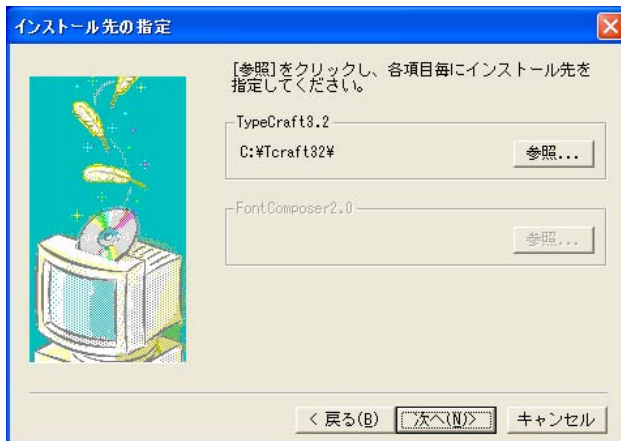 インストール先の指定
[参照]をクリックし、各項目毎にインストール先を
指定してください。
TypeCraft3.2
C:¥Tcraft32¥
参照...
FontComposer2.0
参照...
< 戻る(B)
次へ(N)>
キャンセル